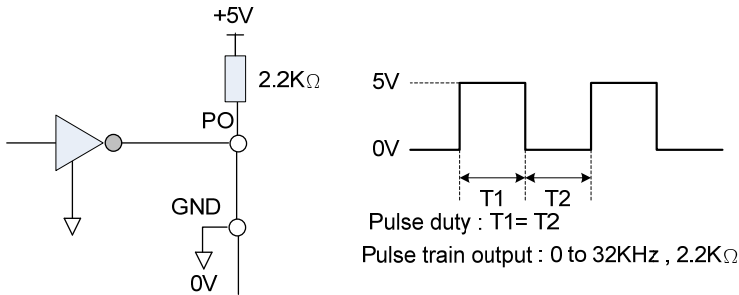 +5V
2.2KΩ
PO
GND
0V
5V
0V
T1 T2
Pulse duty : T1= T2
Pulse train output : 0 to 32KHz , 2.2KΩ